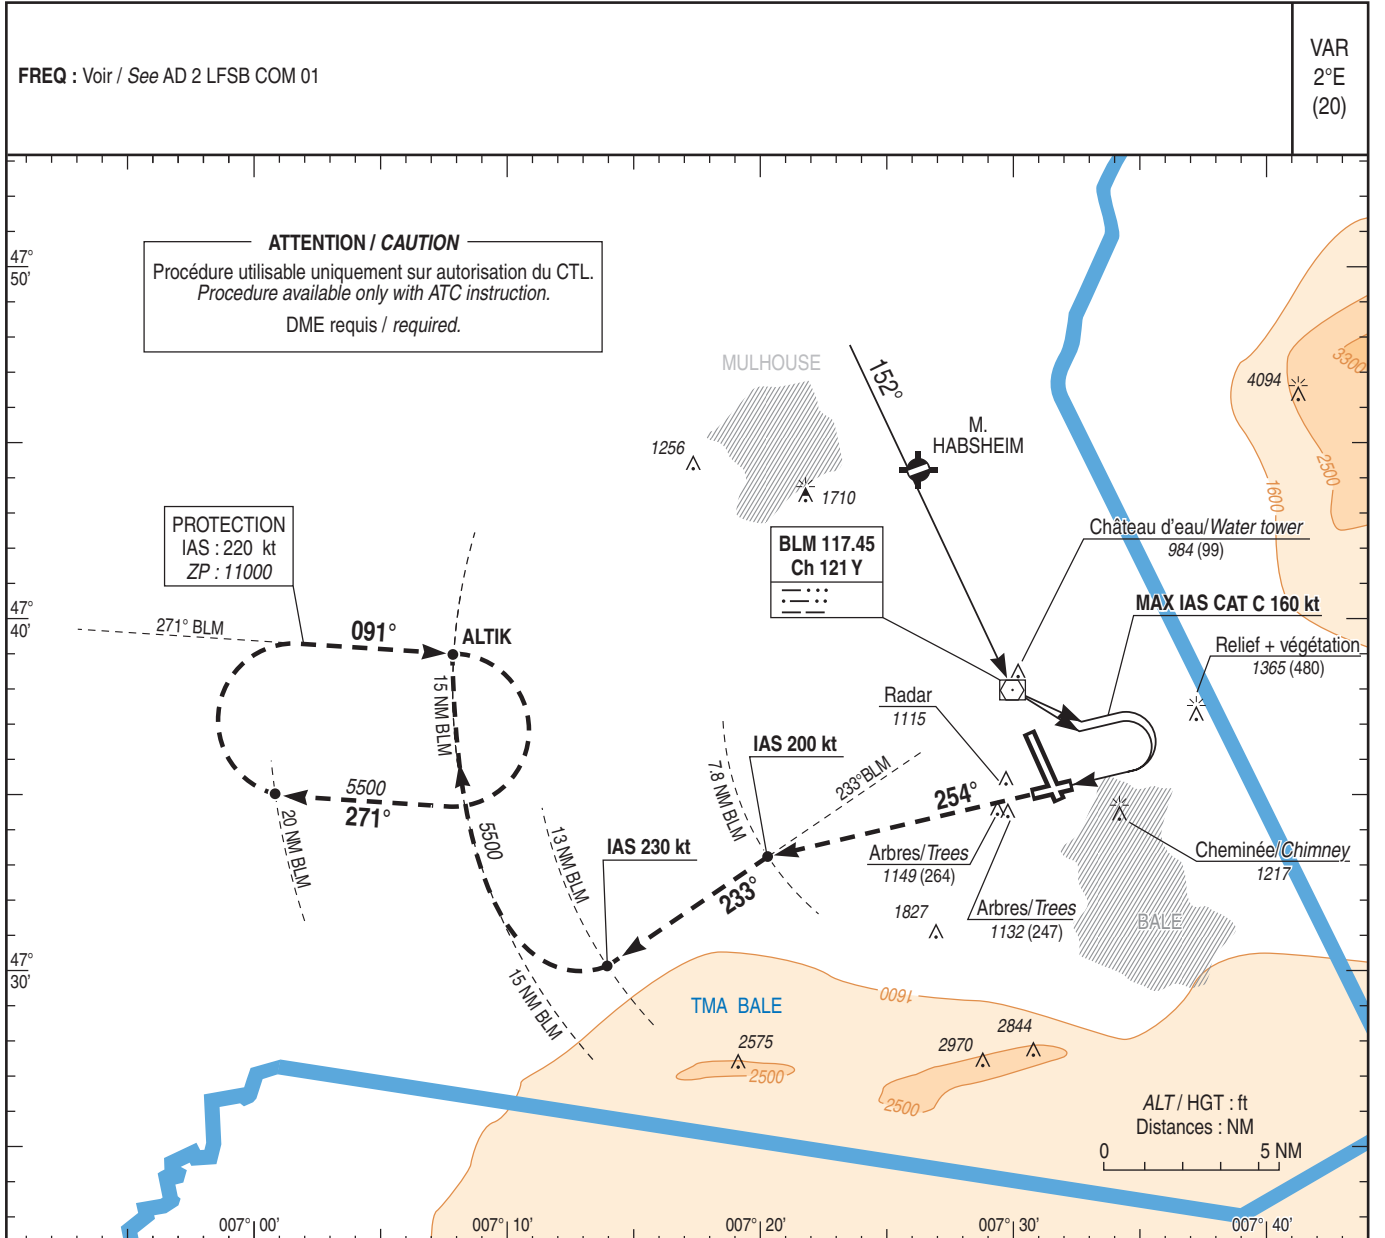 FREQ : Voir / See AD 2 LFSB COM 01
VAR
2°E
(20)
47°
50'
ATTENTION / CAUTION
Procédure utilisable uniquement sur autorisation du CTL.
Procedure available only with ATC instruction.
DME requis / required.
MULHOUSE
152°
3300
4094
M.
HABSHEIM
1256
1710
2500
1600
PROTECTION
IAS : 220 kt
ZP : 11000
BLM 117.45
Ch 121 Y
Château d'eau/Water tower
984 (99)
47°
40'
271° BLM
091°
ALTIK
MAX IAS CAT C 160 kt
Relief + végétation
1365 (480)
15 NM BLM
Radar
1115
IAS 200 kt
7.8 NM BLM
233° BLM
5500
271°
254°
20 NM BLM
5500
13 NM BLM
IAS 230 kt
Arbres/Trees
1149 (264)
Cheminée/Chimney
1217
233°
1827
Arbres/Trees
1132 (247)
BALE
47°
30'
15 NM BLM
TMA BALE
1600
2575
2500
2970
2844
2500
ALT / HGT : ft
Distances : NM
0
5 NM
007° 00'
007° 10'
007° 20'
007° 30'
007° 40'